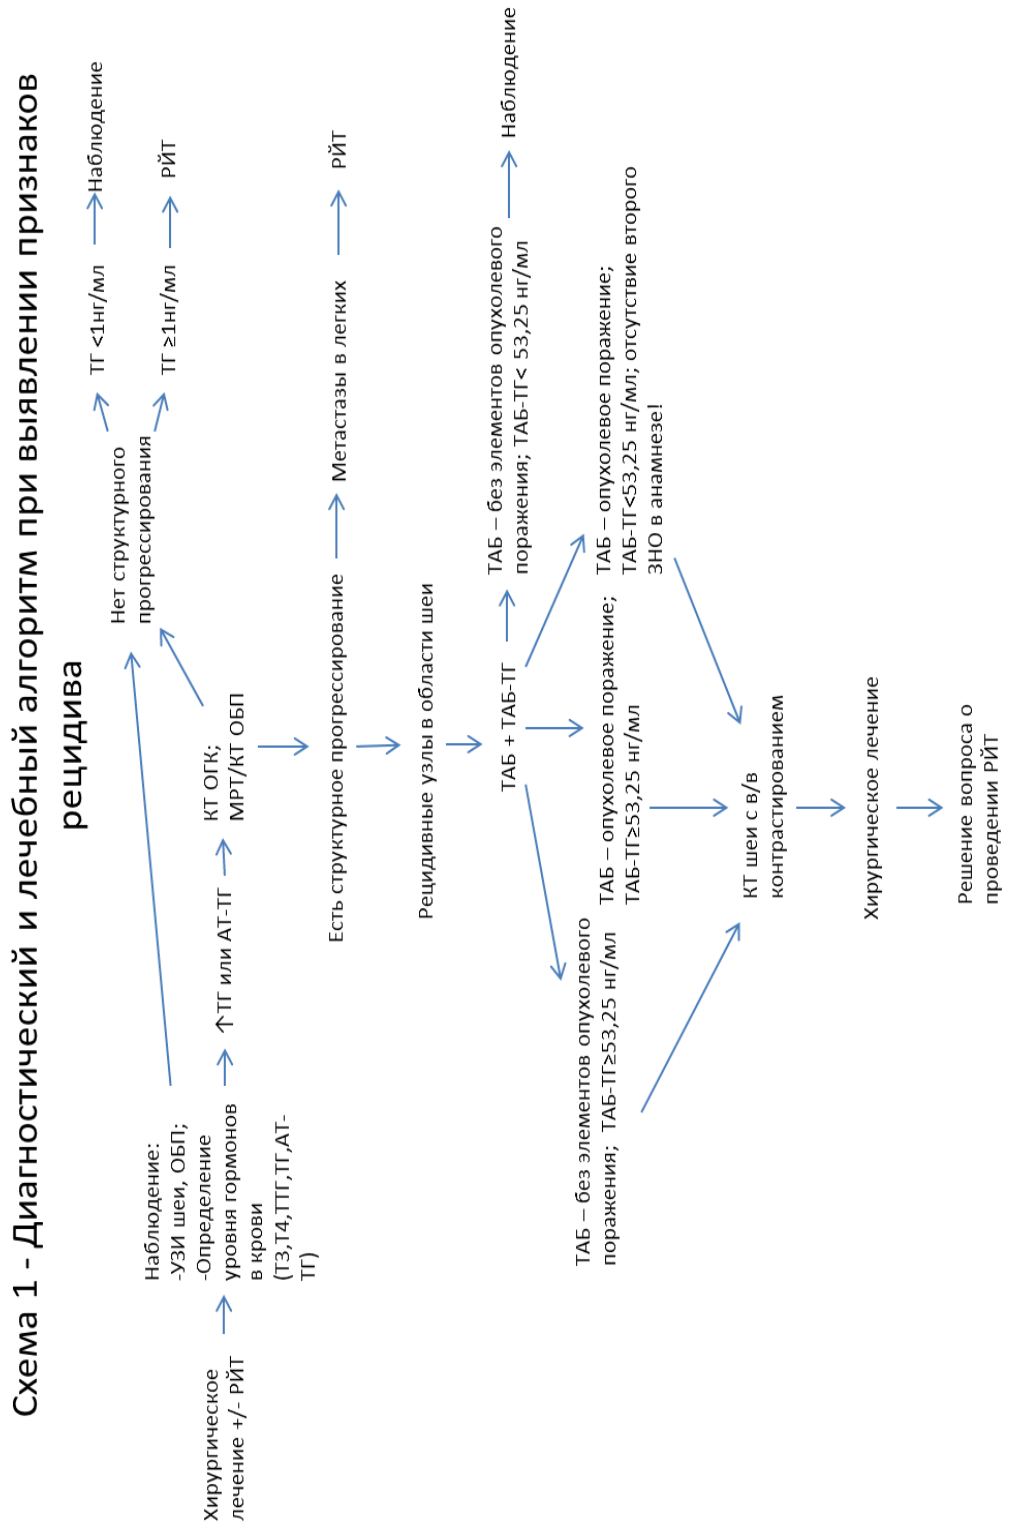 Схема 1 - Диагностический и лечебный алгоритм при выявлении признаков
рецидива
Хирургическое
лечение +/- РЙТ
Наблюдение:
-УЗИ шеи, ОБП;
-Определение
уровня гормонов
в крови
(Т3,Т4,ТТГ,ТГ,АТ-
ТГ)
↑ТГ или АТ-ТГ
КТ ОГК;
МРТ/КТ ОБП
Нет структурного
прогрессирования
ТГ <1нг/мл
Наблюдение
ТГ ≥1нг/мл
РЙТ
Есть структурное прогрессирование
Метастазы в легких
РЙТ
Рецидивные узлы в области шеи
ТАБ + ТАБ-ТГ
ТАБ – без элементов опухолевого
поражения; ТАБ-ТГ< 53,25 нг/мл
Наблюдение
ТАБ – без элементов опухолевого
поражения; ТАБ-ТГ≥53,25 нг/мл
ТАБ – опухолевое поражение;
ТАБ-ТГ≥53,25 нг/мл
ТАБ – опухолевое поражение;
ТАБ-ТГ<53,25 нг/мл; отсутствие второго
ЗНО в анамнезе!
КТ шеи с в/в
контрастированием
Хирургическое лечение
Решение вопроса о
проведении РЙТ